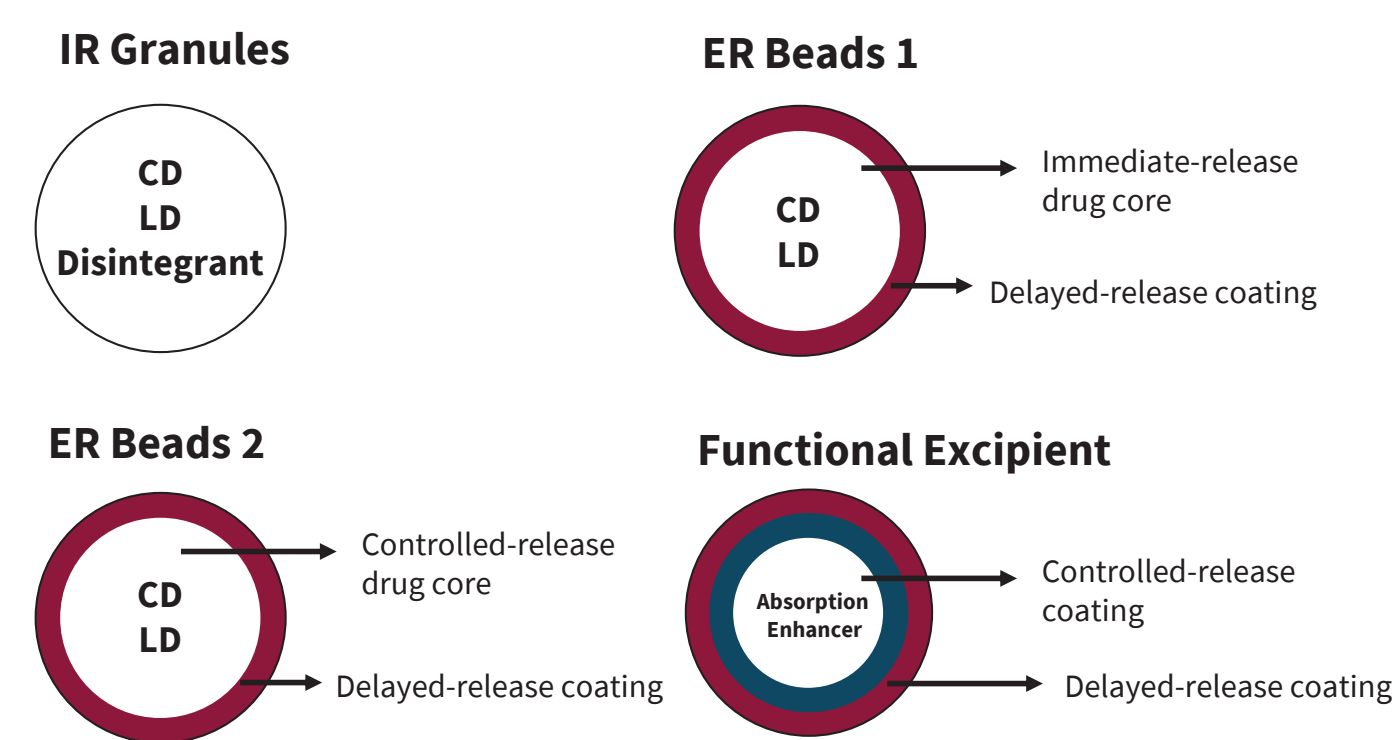 IR Granules
CD
LD
Disintegrant
ER Beads 1
CD
LD
Immediate-release
drug core
Delayed-release coating
ER Beads 2
CD
LD
Controlled-release
drug core
Delayed-release coating
Functional Excipient
Absorption
Enhancer
Controlled-release
coating
Delayed-release coating